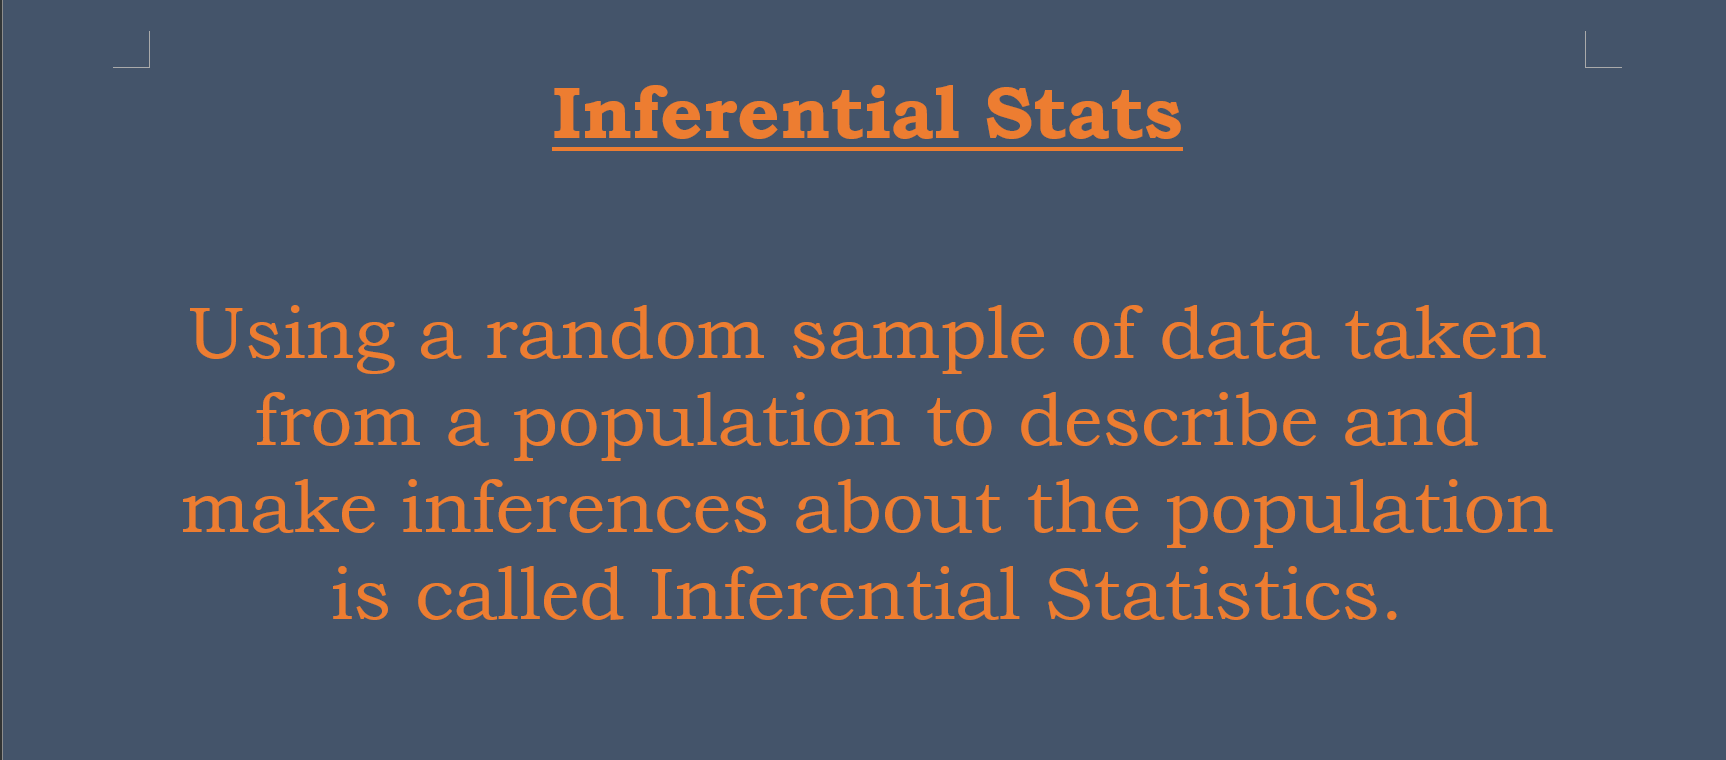 Inferential Stats
Using a random sample of data taken
from a population to describe and
make inferences about the population
is called Inferential Statistics.